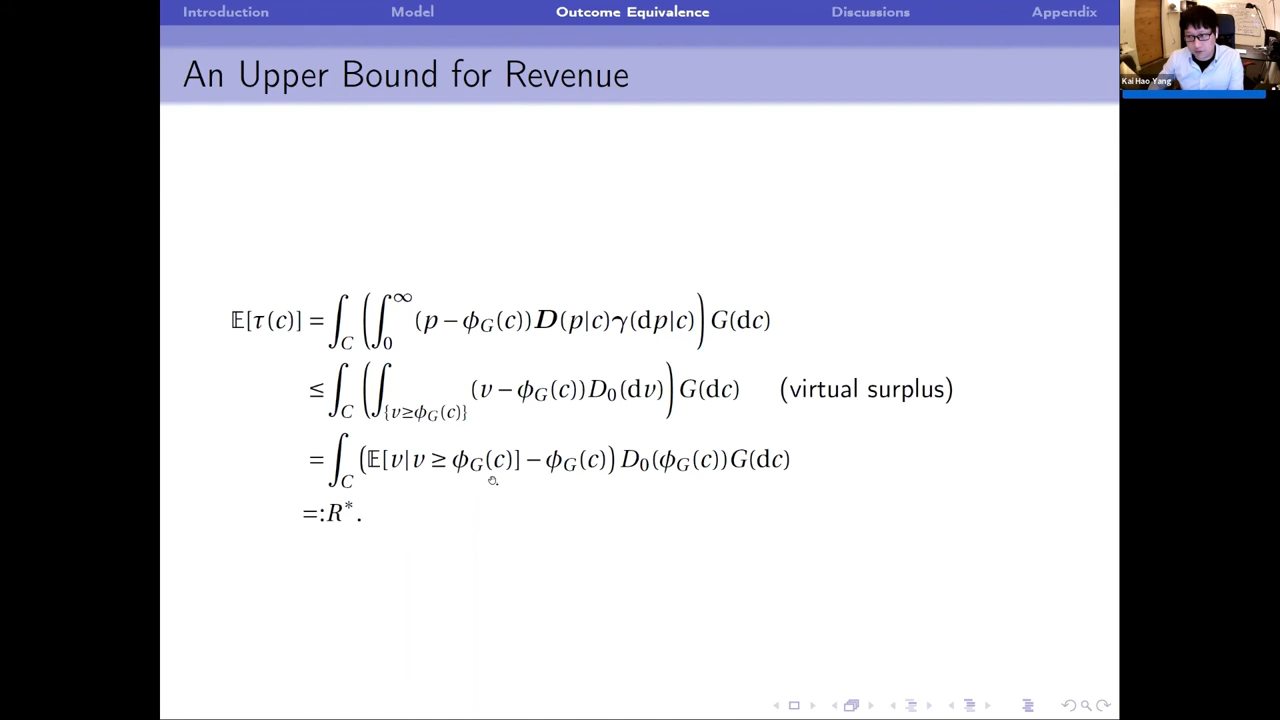 Introduction Model Outcome Equivalence Discussions Appendix
An Upper Bound for Revenue
𝔼[τ(c)] = ∫_C (∫_0^∞ (p − ϕ_G(c))D(p|c)γ(dp|c)) G(dc)
≤ ∫_C (∫_{v≥ϕ_G(c)} (v − ϕ_G(c))D_0(dv)) G(dc) (virtual surplus)
= ∫_C (𝔼[v|v ≥ ϕ_G(c)] − ϕ_G(c)) D_0(ϕ_G(c))G(dc)
=:R*.
Kai Hao Yang